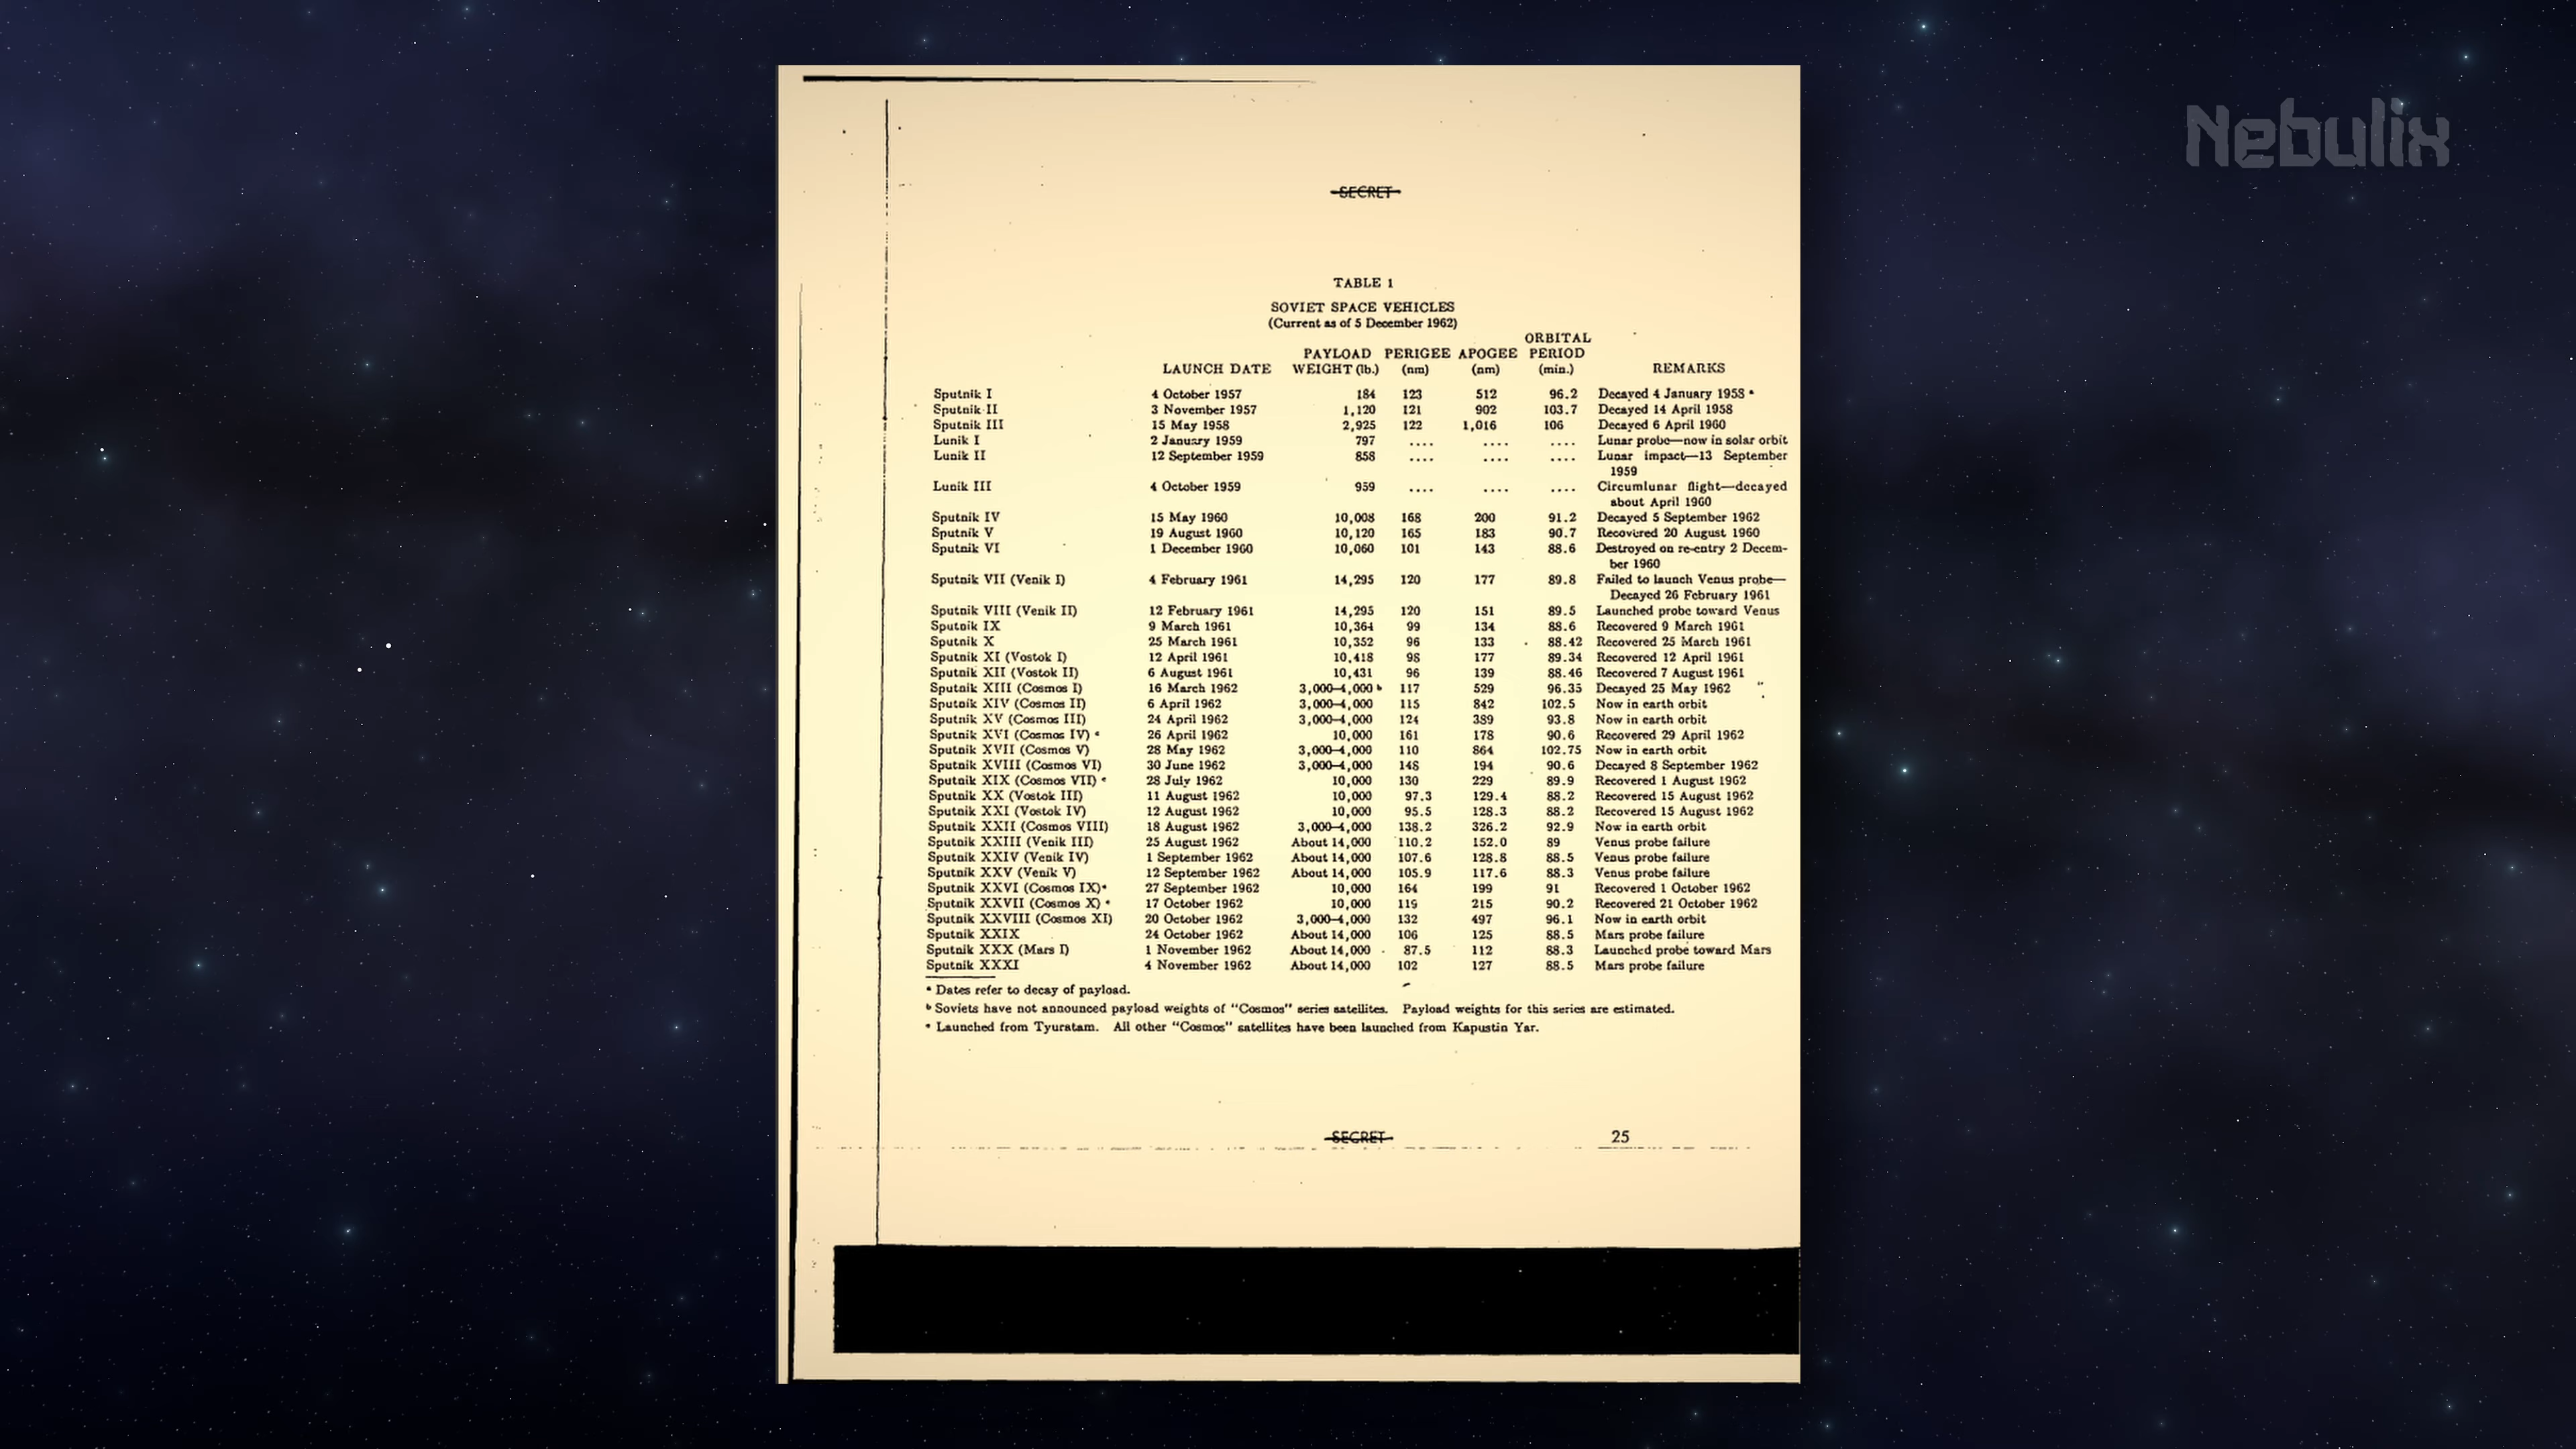 Nebulix
SECRET
TABLE 1
SOVIET SPACE VEHICLES
(Current as of 5 December 1962)
LAUNCH DATE PAYLOAD WEIGHT (lb.) PERIGEE (nm) APOGEE (nm) ORBITAL PERIOD (min.) REMARKS
Sputnik I 4 October 1957 184 123 512 96.2 Decayed 4 January 1958 ª
Sputnik II 3 November 1957 1,120 121 902 103.7 Decayed 14 April 1958
Sputnik III 15 May 1958 2,925 122 1,016 106 Decayed 6 April 1960
Lunik I 2 January 1959 797 .... .... .... Lunar probe—now in solar orbit
Lunik II 12 September 1959 858 .... .... .... Lunar impact—13 September
1959
Lunik III 4 October 1959 959 .... .... .... Circumlunar flight—decayed
about April 1960
Sputnik IV 15 May 1960 10,008 168 200 91.2 Decayed 5 September 1962
Sputnik V 19 August 1960 10,120 165 183 90.7 Recovered 20 August 1960
Sputnik VI 1 December 1960 10,060 101 143 88.6 Destroyed on re-entry 2 Decem-
ber 1960
Sputnik VII (Venik I) 4 February 1961 14,295 120 177 89.8 Failed to launch Venus probe—
Decayed 26 February 1961
Sputnik VIII (Venik II) 12 February 1961 14,295 120 151 89.5 Launched probe toward Venus
Sputnik IX 9 March 1961 10,364 99 134 88.6 Recovered 9 March 1961
Sputnik X 25 March 1961 10,352 96 133 88.42 Recovered 25 March 1961
Sputnik XI (Vostok I) 12 April 1961 10,418 98 177 89.34 Recovered 12 April 1961
Sputnik XII (Vostok II) 6 August 1961 10,431 96 139 88.46 Recovered 7 August 1961
Sputnik XIII (Cosmos I) 16 March 1962 3,000–4,000 ᵇ 117 529 96.35 Decayed 25 May 1962
Sputnik XIV (Cosmos II) 6 April 1962 3,000–4,000 115 842 102.5 Now in earth orbit
Sputnik XV (Cosmos III) 24 April 1962 3,000–4,000 124 389 93.8 Now in earth orbit
Sputnik XVI (Cosmos IV) ᶜ 26 April 1962 10,000 161 178 90.6 Recovered 29 April 1962
Sputnik XVII (Cosmos V) 28 May 1962 3,000–4,000 110 864 102.75 Now in earth orbit
Sputnik XVIII (Cosmos VI) 30 June 1962 3,000–4,000 148 194 90.6 Decayed 8 September 1962
Sputnik XIX (Cosmos VII) ᶜ 28 July 1962 10,000 130 229 89.9 Recovered 1 August 1962
Sputnik XX (Vostok III) 11 August 1962 10,000 97.3 129.4 88.2 Recovered 15 August 1962
Sputnik XXI (Vostok IV) 12 August 1962 10,000 95.5 128.3 88.2 Recovered 15 August 1962
Sputnik XXII (Cosmos VIII) 18 August 1962 3,000–4,000 138.2 326.2 92.9 Now in earth orbit
Sputnik XXIII (Venik III) 25 August 1962 About 14,000 110.2 152.0 89 Venus probe failure
Sputnik XXIV (Venik IV) 1 September 1962 About 14,000 107.6 128.8 88.5 Venus probe failure
Sputnik XXV (Venik V) 12 September 1962 About 14,000 105.9 117.6 88.3 Venus probe failure
Sputnik XXVI (Cosmos IX)ᶜ 27 September 1962 10,000 164 199 91 Recovered 1 October 1962
Sputnik XXVII (Cosmos X) ᶜ 17 October 1962 10,000 119 215 90.2 Recovered 21 October 1962
Sputnik XXVIII (Cosmos XI) 20 October 1962 3,000–4,000 132 497 96.1 Now in earth orbit
Sputnik XXIX 24 October 1962 About 14,000 106 125 88.5 Mars probe failure
Sputnik XXX (Mars I) 1 November 1962 About 14,000 87.5 112 88.3 Launched probe toward Mars
Sputnik XXXI 4 November 1962 About 14,000 102 127 88.5 Mars probe failure
ª Dates refer to decay of payload.
ᵇ Soviets have not announced payload weights of "Cosmos" series satellites. Payload weights for this series are estimated.
ᶜ Launched from Tyuratam. All other "Cosmos" satellites have been launched from Kapustin Yar.
SECRET
25